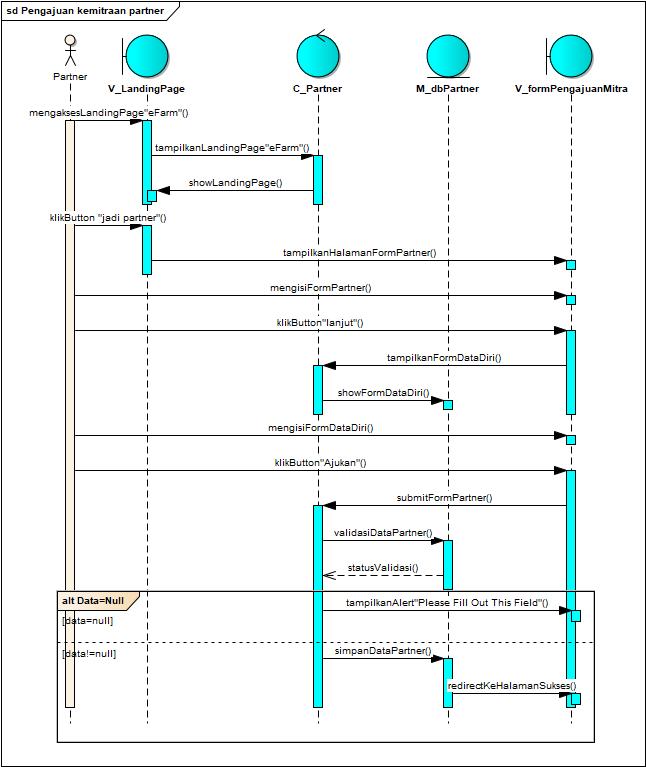 sd Pengajuan kemitraan partner
Partner
V_LandingPage
C_Partner
M_dbPartner
V_formPengajuanMitra
mengaksesLandingPage"eFarm"()
tampilkanLandingPage"eFarm"()
showLandingPage()
klikButton "jadi partner"()
tampilkanHalamanFormPartner()
mengisiFormPartner()
klikButton"lanjut"()
tampilkanFormDataDiri()
showFormDataDiri()
mengisiFormDataDiri()
klikButton"Ajukan"()
submitFormPartner()
validasiDataPartner()
statusValidasi()
alt Data=Null
tampilkanAlert"Please Fill Out This Field"()
[data=null]
[data!=null]
simpanDataPartner()
redirectKeHalamanSukses()